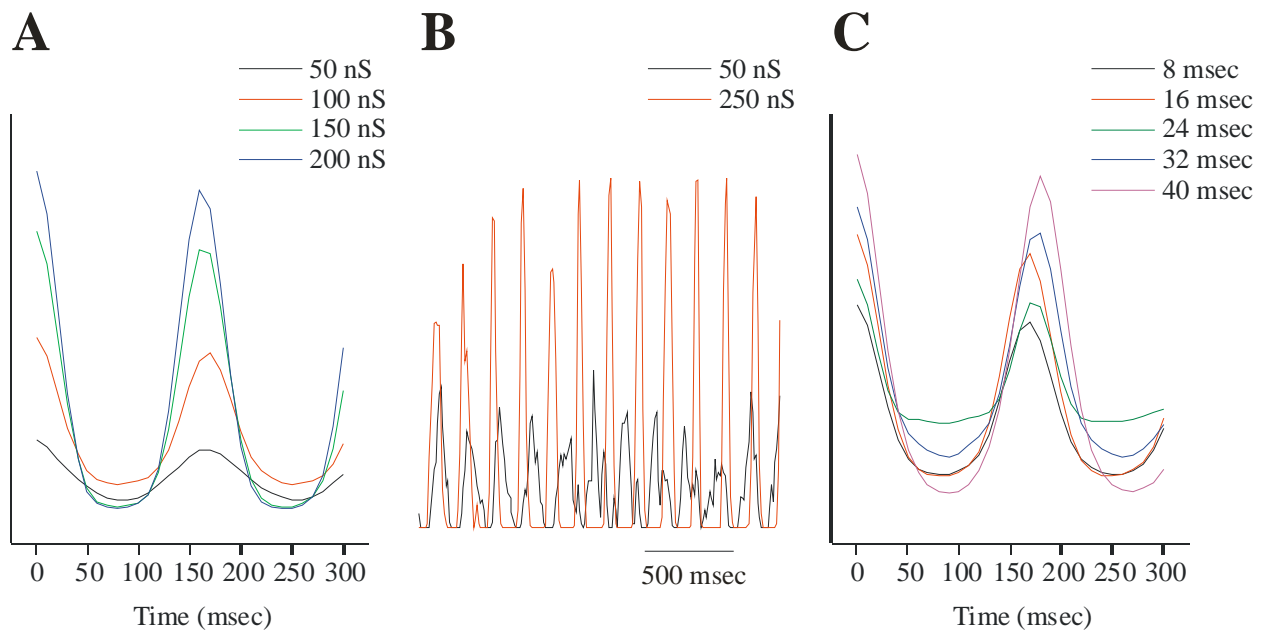 A
50 nS
100 nS
150 nS
200 nS
0 50 100 150 200 250 300
Time (msec)
B
50 nS
250 nS
500 msec
C
8 msec
16 msec
24 msec
32 msec
40 msec
0 50 100 150 200 250 300
Time (msec)